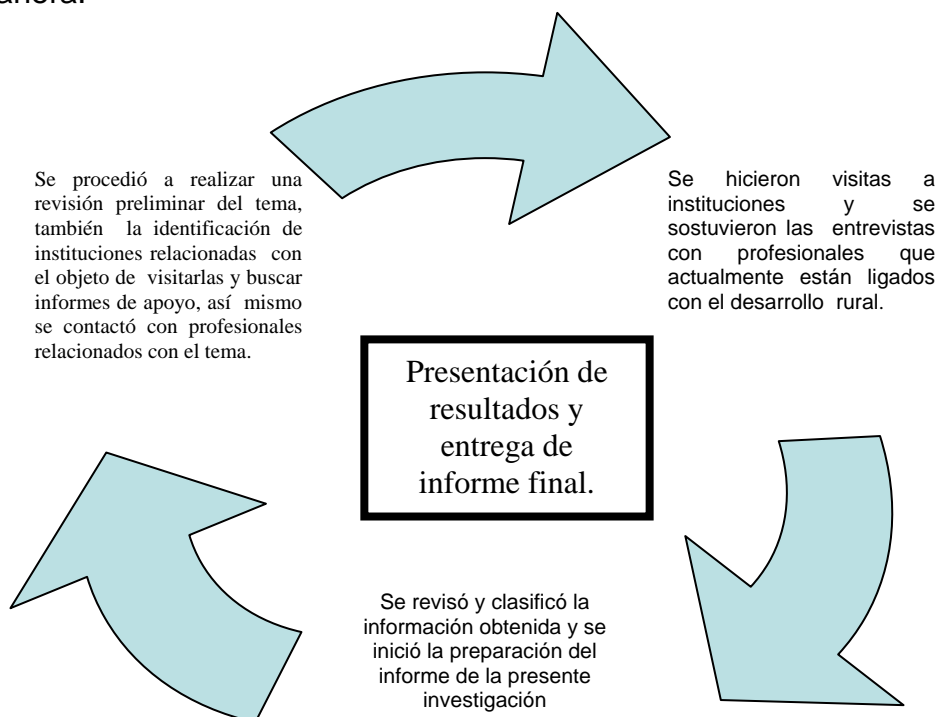 Se procedió a realizar una
revisión preliminar del tema,
también la identificación de
instituciones relacionadas con
el objeto de visitarlas y buscar
informes de apoyo, así mismo
se contactó con profesionales
relacionados con el tema.
Se hicieron visitas a
instituciones y se
sostuvieron las entrevistas
con profesionales que
actualmente están ligados
con el desarrollo rural.
Presentación de
resultados y
entrega de
informe final.
Se revisó y clasificó la
información obtenida y se
inició la preparación del
informe de la presente
investigación